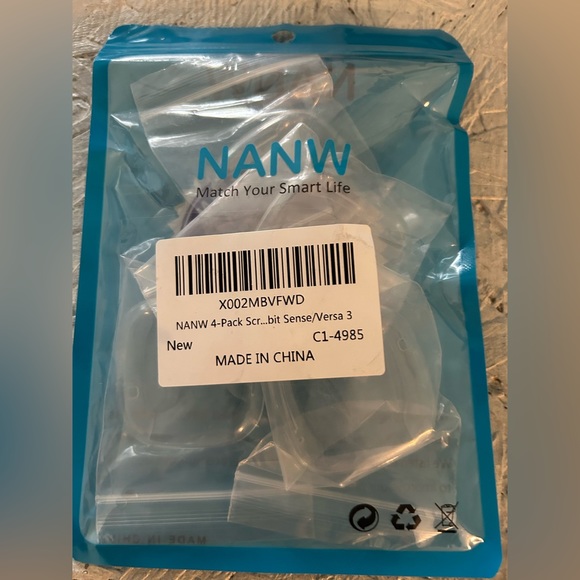 NANW
Match Your Smart Life
X002MBVFWD
NANW 4-Pack Scr...bit Sense/Versa 3
New C1-4985
MADE IN CHINA